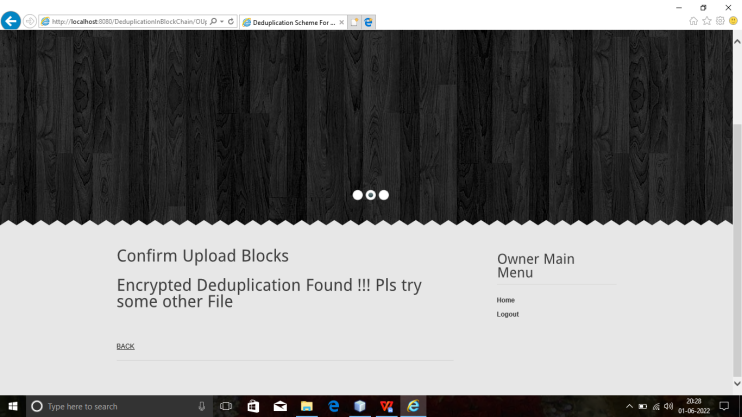 http://localhost:8080/DeduplicationInBlockChain/OUp
Deduplication Scheme For ...
Confirm Upload Blocks
Encrypted Deduplication Found !!! Pls try
some other File
BACK
Owner Main
Menu
Home
Logout
Type here to search
20:28
01-06-2022